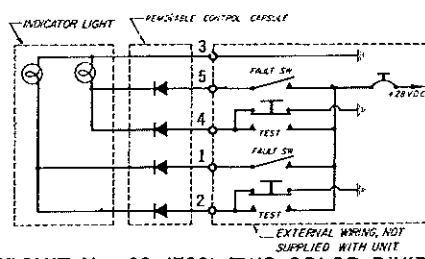 INDICATOR LIGHT
REMOVABLE CONTROL CAPSULE
3
5
FAULT SW
+28VDC
4
TEST
1
FAULT SW
2
TEST
EXTERNAL WIRING, NOT
SUPPLIED WITH UNIT